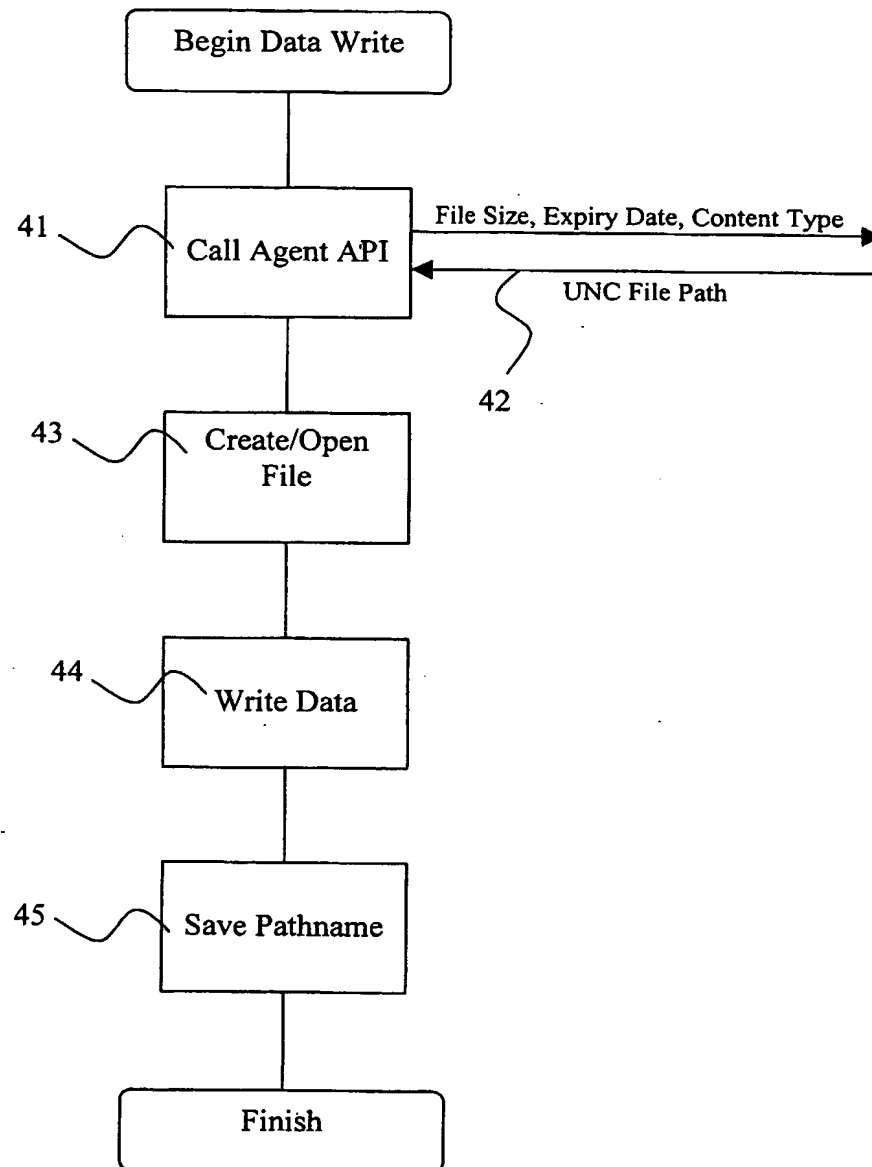 Begin Data Write
41
Call Agent API
File Size, Expiry Date, Content Type
UNC File Path
42
43
Create/Open
File
44
Write Data
45
Save Pathname
Finish